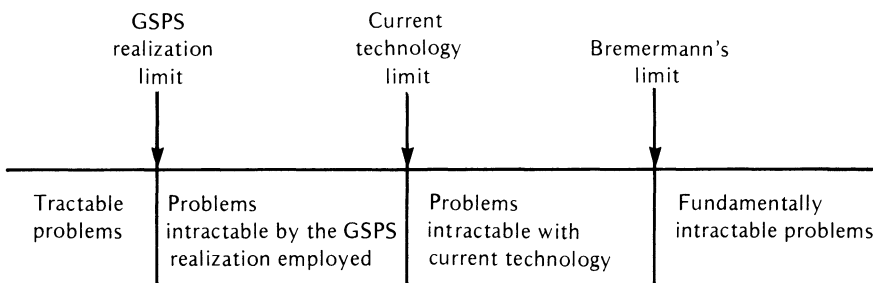 GSPS
realization
limit
Current
technology
limit
Bremermann's
limit
Tractable
problems
Problems
intractable by the GSPS
realization employed
Problems
intractable with
current technology
Fundamentally
intractable problems